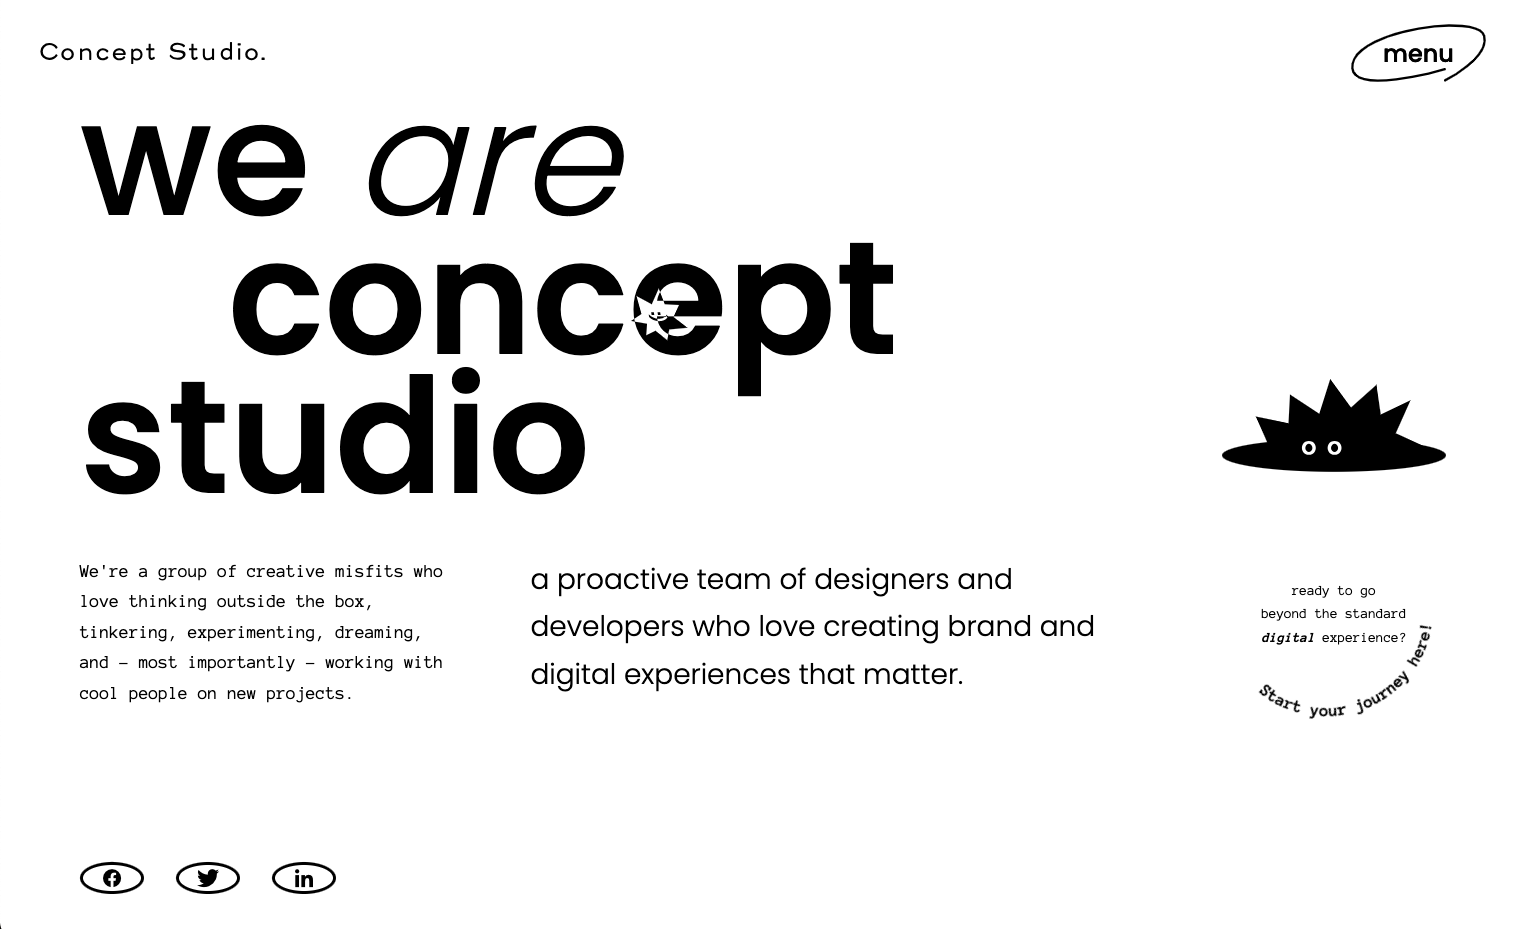 Concept Studio.
menu
we are
concept
studio
We're a group of creative misfits who
love thinking outside the box,
tinkering, experimenting, dreaming,
and – most importantly – working with
cool people on new projects.
a proactive team of designers and
developers who love creating brand and
digital experiences that matter.
ready to go
beyond the standard
digital experience?
Start your journey here!
in